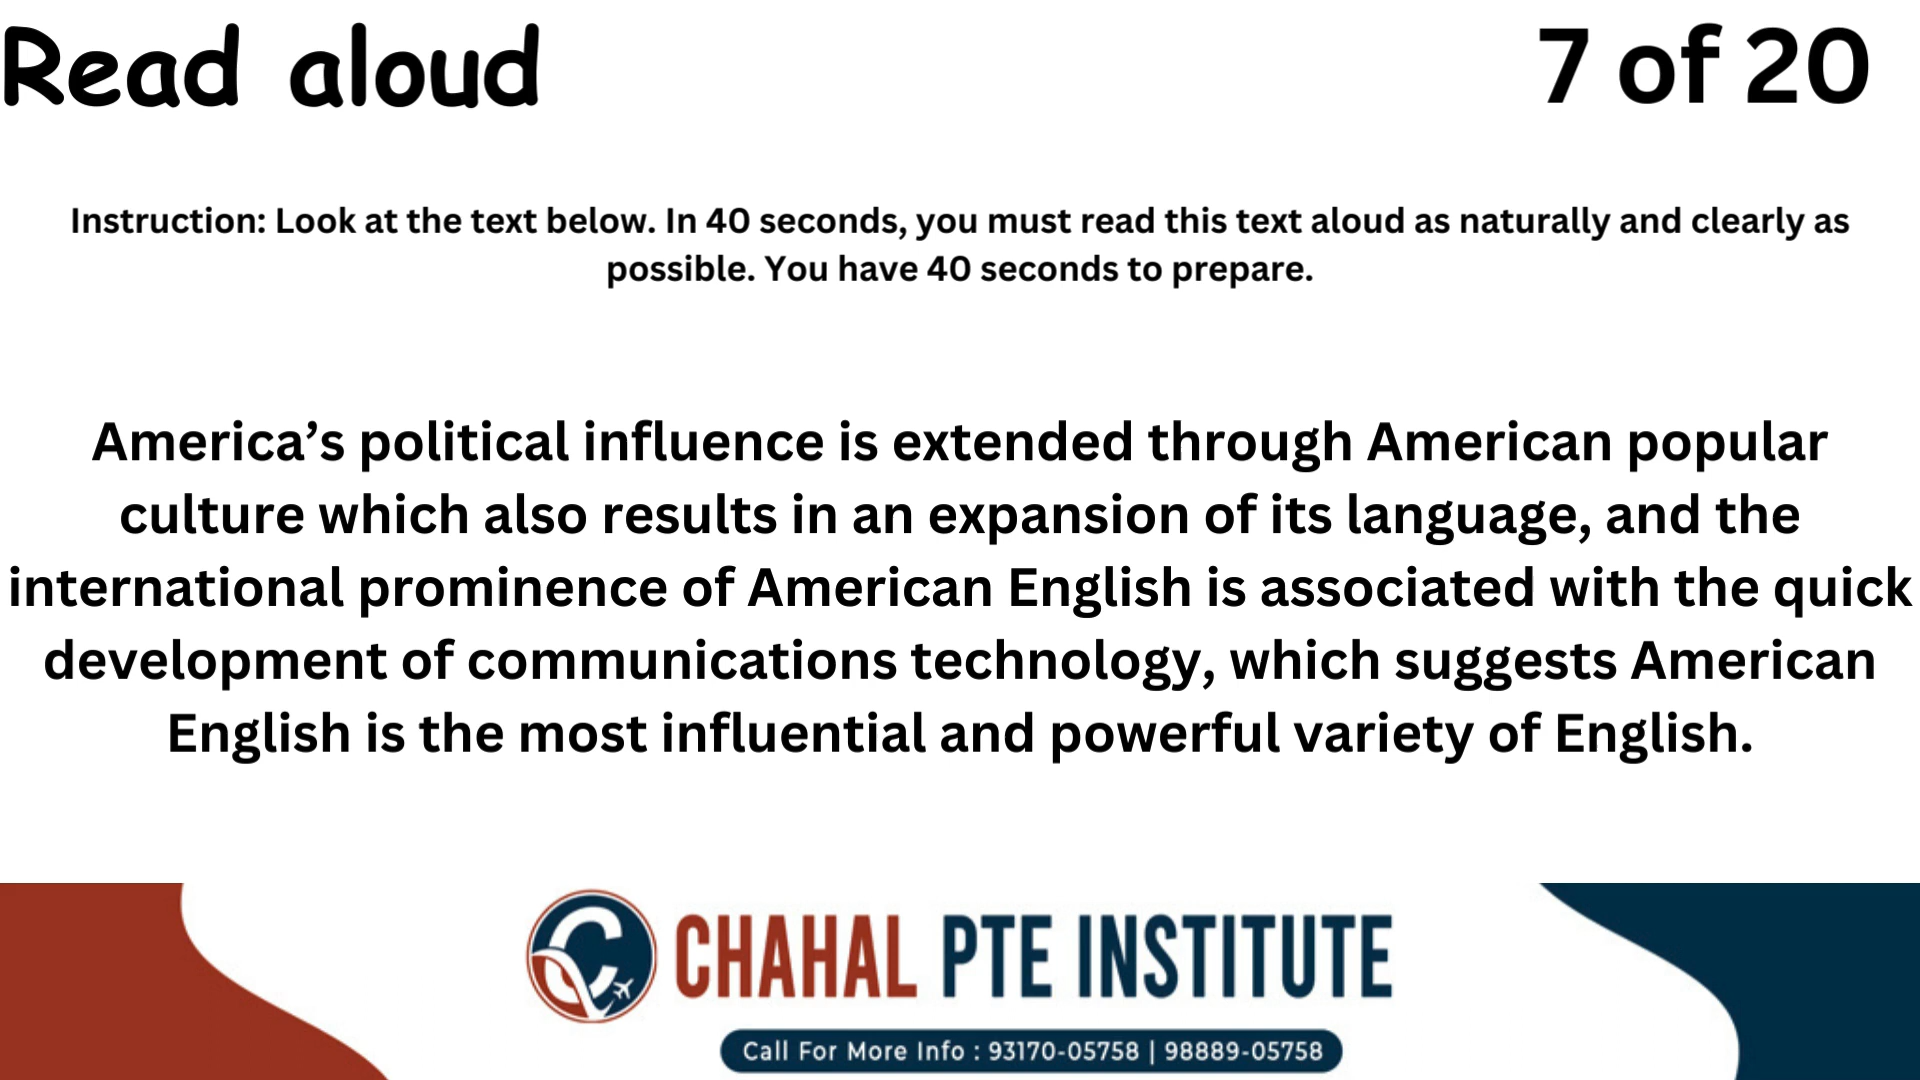 Read aloud
7 of 20
Instruction: Look at the text below. In 40 seconds, you must read this text aloud as naturally and clearly as
possible. You have 40 seconds to prepare.
America’s political influence is extended through American popular
culture which also results in an expansion of its language, and the
international prominence of American English is associated with the quick
development of communications technology, which suggests American
English is the most influential and powerful variety of English.
CHAHAL PTE INSTITUTE
Call For More Info : 93170-05758 | 98889-05758